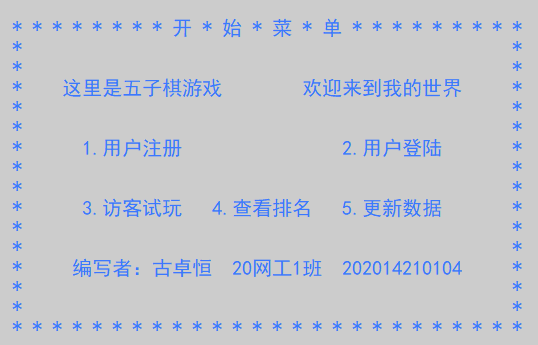 * * * * * * * * 开 * 始 * 菜 * 单 * * * * * * * * *
* *
* *
* 这里是五子棋游戏 欢迎来到我的世界 *
* *
* *
* 1.用户注册 2.用户登陆 *
* *
* *
* 3.访客试玩 4.查看排名 5.更新数据 *
* *
* *
* 编写者：古卓恒 20网工1班 202014210104 *
* *
* *
* * * * * * * * * * * * * * * * * * * * * * * * * *